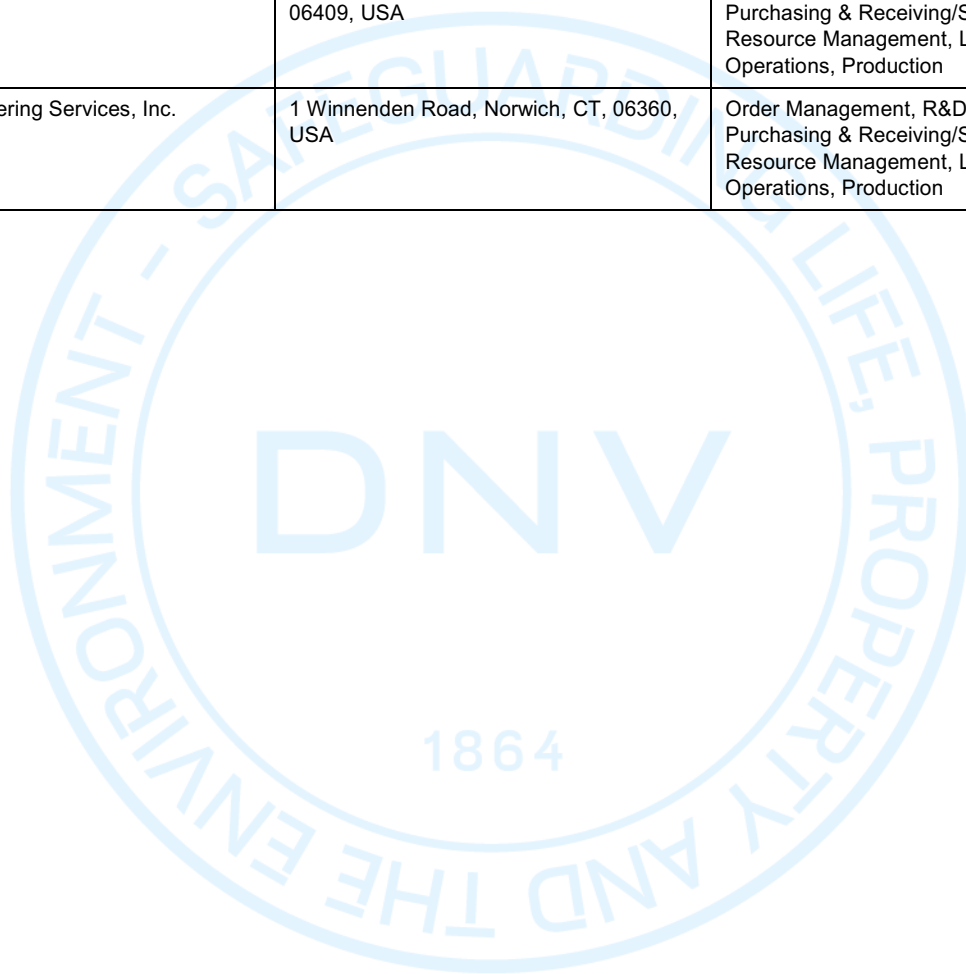 06409, USA
Purchasing & Receiving/S
Resource Management, L
Operations, Production
ering Services, Inc.
1 Winnenden Road, Norwich, CT, 06360,
USA
Order Management, R&D
Purchasing & Receiving/S
Resource Management, L
Operations, Production
SAFEGUARDING LIFE, PROPERTY AND THE ENVIRONMENT -
DNV
1864